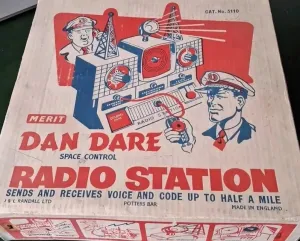 CAT. No. 3110
MERIT
DAN DARE
SPACE CONTROL
RADIO STATION
SENDS AND RECEIVES VOICE AND CODE UP TO HALF A MILE
J & L RANDALL LTD
POTTERS BAR
MADE IN ENGLAND